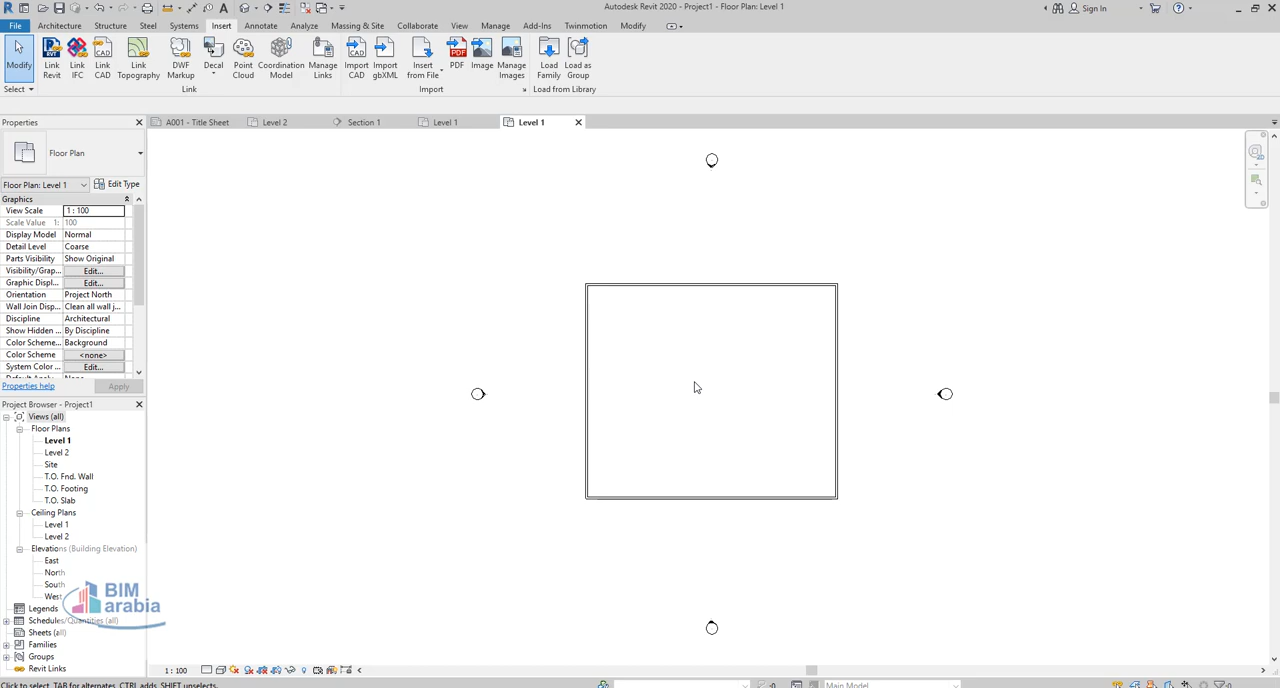 Autodesk Revit 2020 - Project1 - Floor Plan: Level 1
Sign In
File Architecture Structure Steel Systems Insert Annotate Analyze Massing & Site Collaborate View Manage Add-Ins Twinmotion Modify
Modify
Link Revit
Link IFC
Link CAD
Link Topography
DWF Markup
Decal
Point Cloud
Coordination Model
Manage Links
Import CAD
Import gbXML
Insert from File
PDF
Image
Manage Images
Load Family
Load as Group
Select
Link
Import
Load from Library
Properties
A001 - Title Sheet
Level 2
Section 1
Level 1
Level 1
Floor Plan
Floor Plan: Level 1
Edit Type
Graphics
View Scale 1 : 100
Scale Value 1: 100
Display Model Normal
Detail Level Coarse
Parts Visibility Show Original
Visibility/Grap... Edit...
Graphic Displ... Edit...
Orientation Project North
Wall Join Disp... Clean all wall j...
Discipline Architectural
Show Hidden ... By Discipline
Color Scheme... Background
Color Scheme <none>
System Color ... Edit...
Properties help
Apply
Project Browser - Project1
Views (all)
Floor Plans
Level 1
Level 2
Site
T.O. Fnd. Wall
T.O. Footing
T.O. Slab
Ceiling Plans
Level 1
Level 2
Elevations (Building Elevation)
East
North
South
West
BIM
arabia
Legends
Schedules/Quantities (all)
Sheets (all)
Families
Groups
Revit Links
1 : 100
Click to select, TAB for alternates, CTRL adds, SHIFT unselects.
:0
Main Model
:0